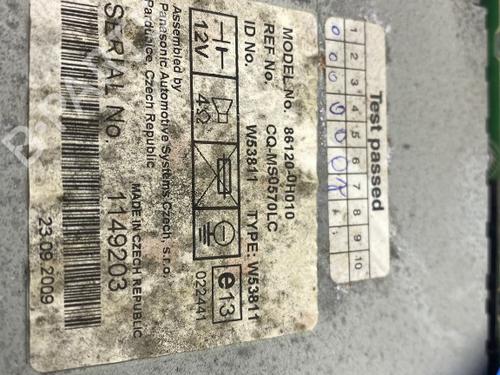 Test passed
1 2 3 4 5 6 7 8 9 10
MODEL No. 86120-0H010
REF No. CQ-MS0570LC
ID No. W53811 TYPE: W53811
12V 4Ω
e13
022441
Assembled by
Panasonic Automotive Systems Czech, s.r.o.
Pardubice, Czech Republic
MADE IN CZECH REPUBLIC
SERIAL No. 1149203
23.09.2009